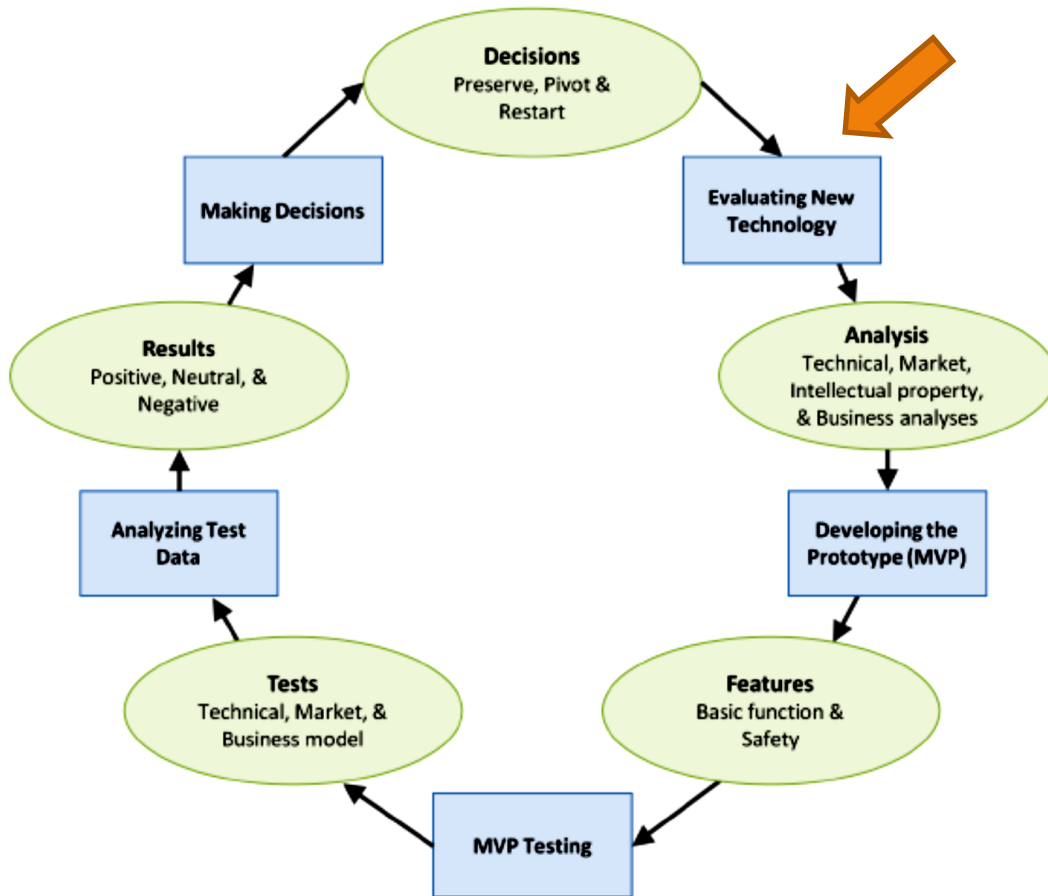 Decisions
Preserve, Pivot &
Restart
Evaluating New
Technology
Analysis
Technical, Market,
Intellectual property,
& Business analyses
Developing the
Prototype (MVP)
Features
Basic function &
Safety
MVP Testing
Tests
Technical, Market, &
Business model
Analyzing Test
Data
Results
Positive, Neutral, &
Negative
Making Decisions